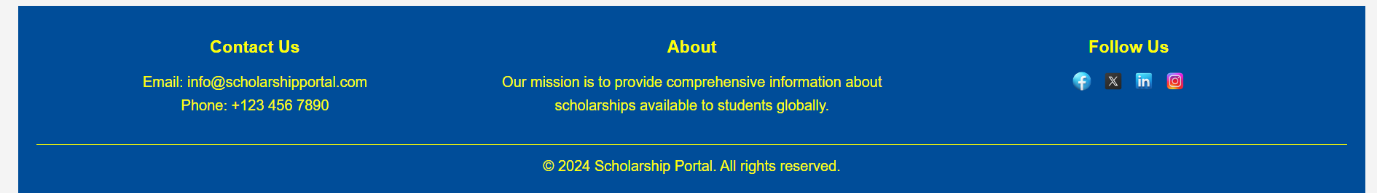 Contact Us
Email: info@scholarshipportal.com
Phone: +123 456 7890
About
Our mission is to provide comprehensive information about
scholarships available to students globally.
Follow Us
© 2024 Scholarship Portal. All rights reserved.